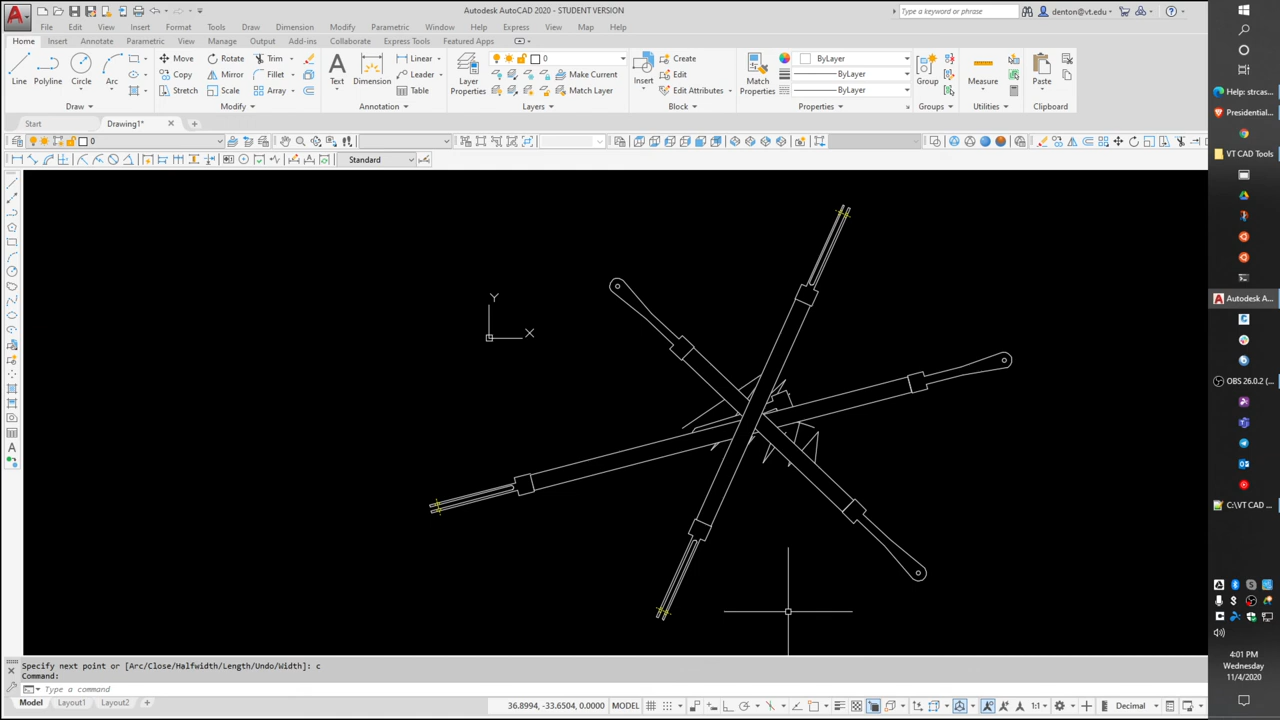 Autodesk AutoCAD 2020 - STUDENT VERSION
Type a keyword or phrase
denton@vt.edu
File Edit View Insert Format Tools Draw Dimension Modify Parametric Window Help Express View Map Help
Home Insert Annotate Parametric View Manage Output Add-ins Collaborate Express Tools Featured Apps
Line Polyline Circle Arc
Move Rotate Trim
Copy Mirror Fillet
Stretch Scale Array
Text Dimension
Linear
Leader
Table
Layer
Properties
0
Make Current
Match Layer
Insert
Create
Edit
Edit Attributes
Match
Properties
ByLayer
ByLayer
ByLayer
Group
Measure
Paste
Draw Modify Annotation Layers Block Properties Groups Utilities Clipboard
Start Drawing1*
0
Standard
Y
X
Specify next point or [Arc/Close/Halfwidth/Length/Undo/Width]: c
Command:
Type a command
Model Layout1 Layout2
36.8994, -33.6504, 0.0000 MODEL
1:1
Decimal
Help: strcas...
Presidential...
VT CAD Tools
Autodesk A...
OBS 26.0.2 (...
C:\VT CAD ...
4:01 PM
Wednesday
11/4/2020